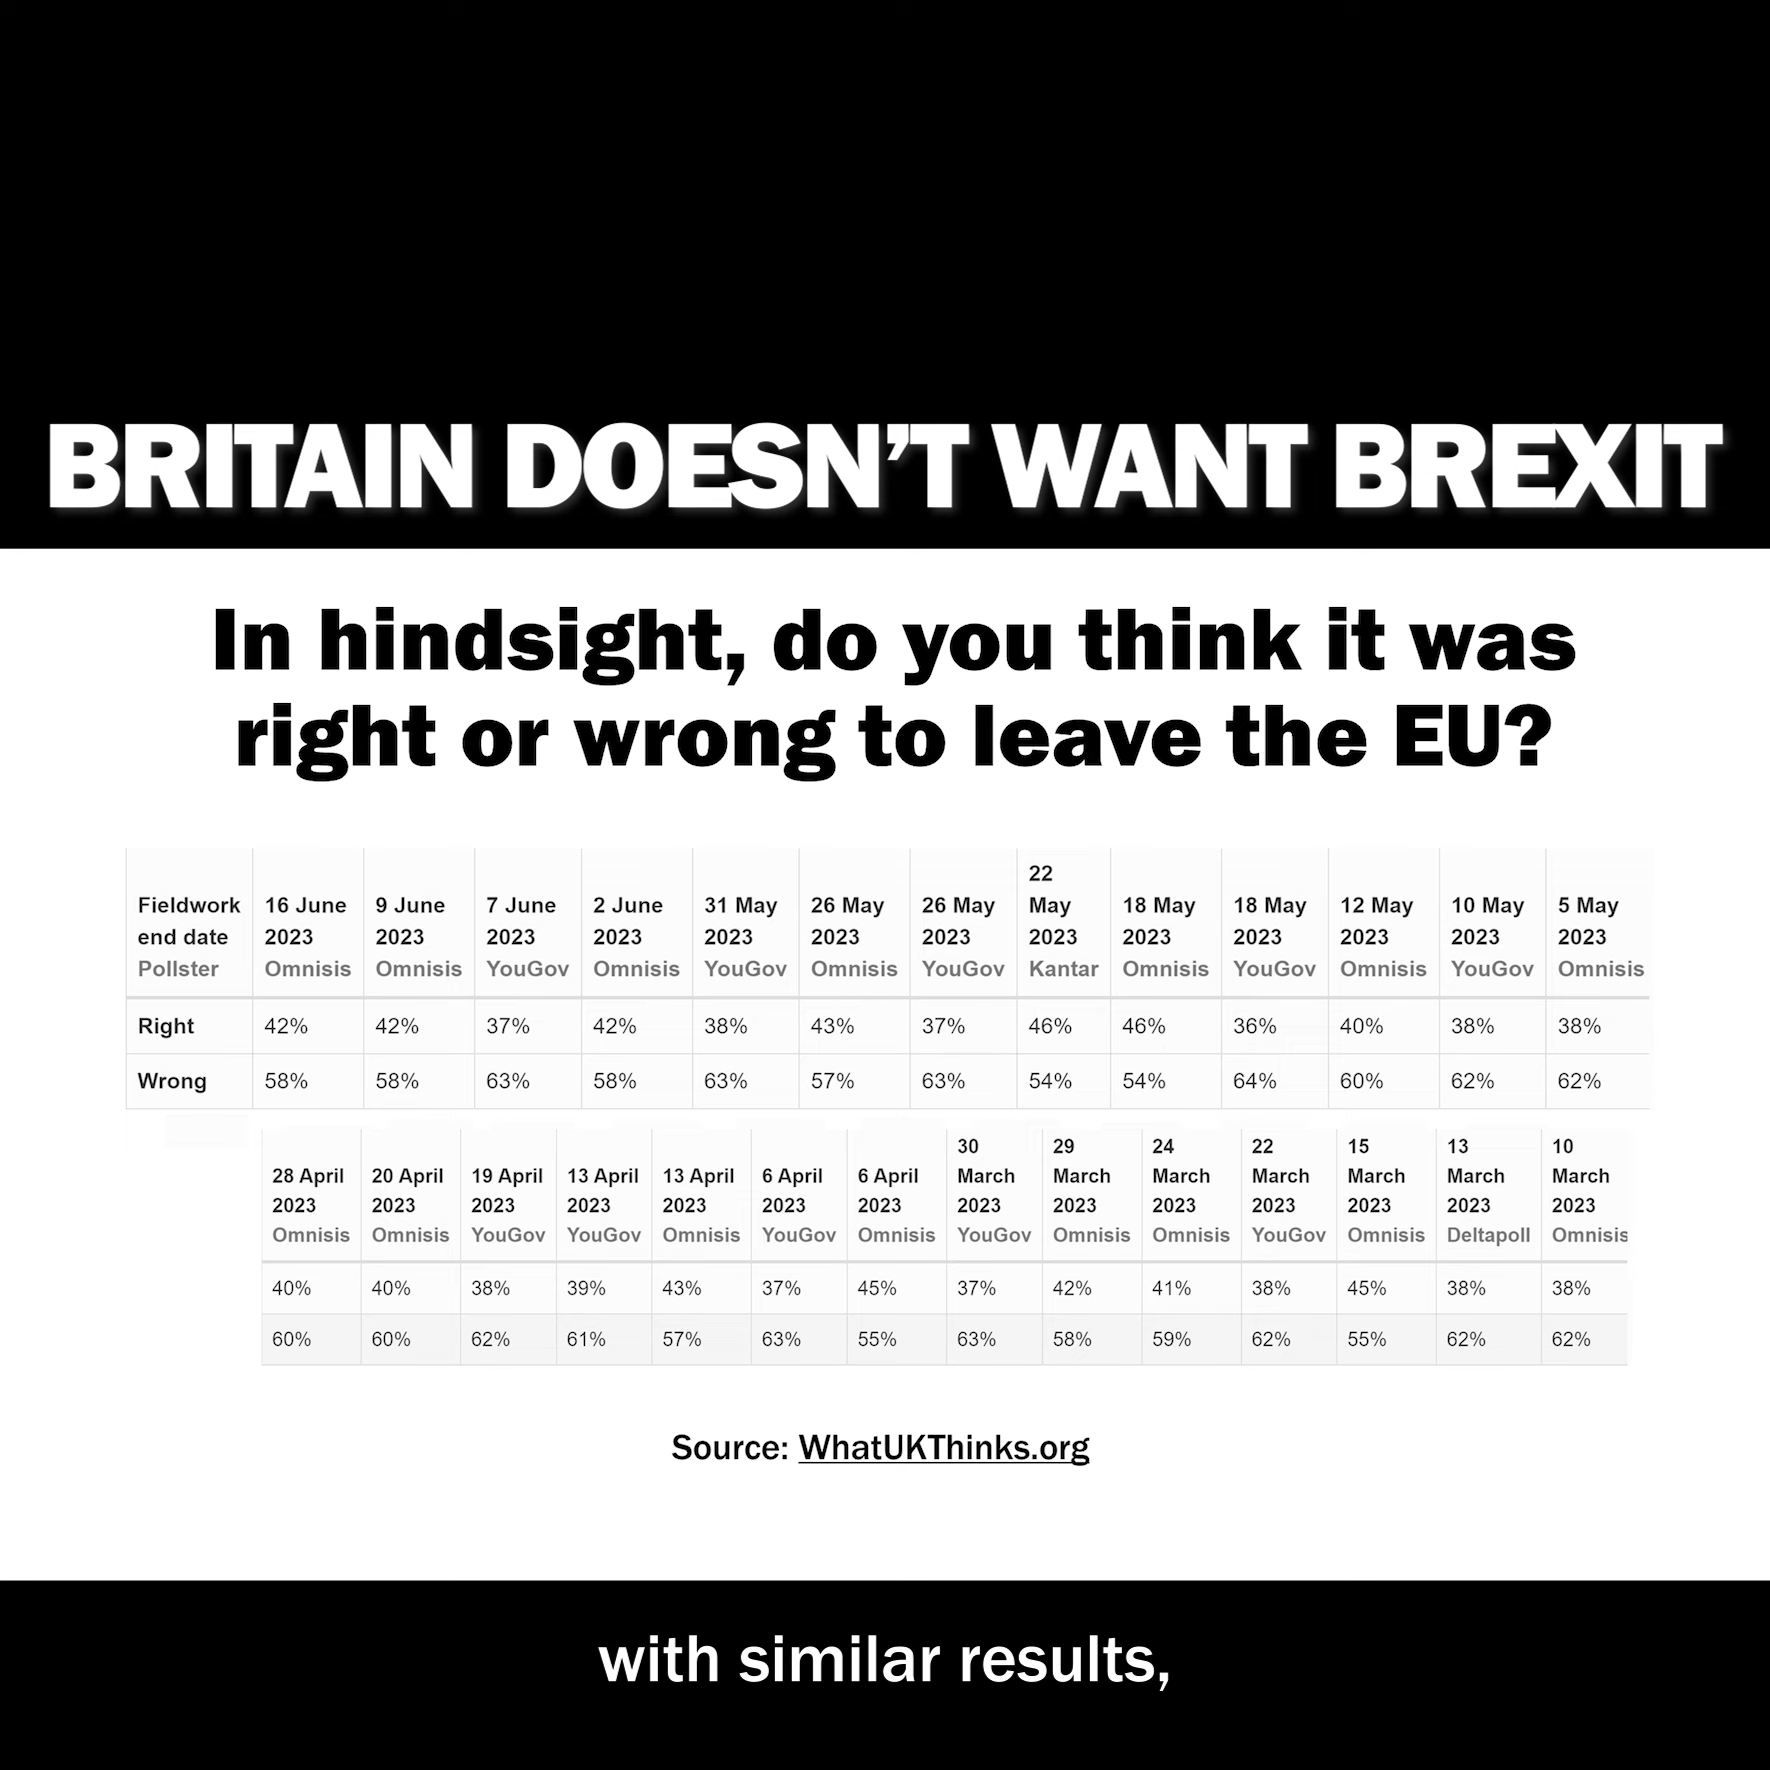 BRITAIN DOESN'T WANT BREXIT
In hindsight, do you think it was
right or wrong to leave the EU?
Fieldwork end date Pollster | 16 June 2023 Omnisis | 9 June 2023 Omnisis | 7 June 2023 YouGov | 2 June 2023 Omnisis | 31 May 2023 YouGov | 26 May 2023 Omnisis | 26 May 2023 YouGov | 22 May 2023 Kantar | 18 May 2023 Omnisis | 18 May 2023 YouGov | 12 May 2023 Omnisis | 10 May 2023 YouGov | 5 May 2023 Omnisis
Right 42% 42% 37% 42% 38% 43% 37% 46% 46% 36% 40% 38% 38%
Wrong 58% 58% 63% 58% 63% 57% 63% 54% 54% 64% 60% 62% 62%
28 April 2023 Omnisis | 20 April 2023 Omnisis | 19 April 2023 YouGov | 13 April 2023 YouGov | 13 April 2023 Omnisis | 6 April 2023 YouGov | 6 April 2023 Omnisis | 30 March 2023 YouGov | 29 March 2023 Omnisis | 24 March 2023 Omnisis | 22 March 2023 YouGov | 15 March 2023 Omnisis | 13 March 2023 Deltapoll | 10 March 2023 Omnisis
40% 40% 38% 39% 43% 37% 45% 37% 42% 41% 38% 45% 38% 38%
60% 60% 62% 61% 57% 63% 55% 63% 58% 59% 62% 55% 62% 62%
Source: WhatUKThinks.org
with similar results,